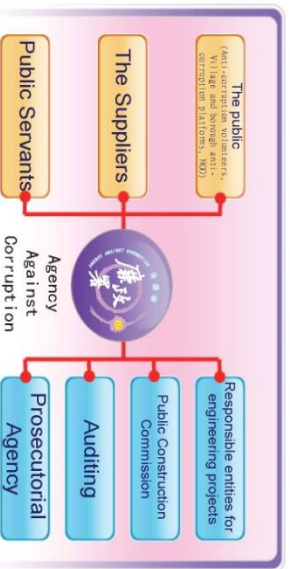 The public
(Anti-corruption volunteers,
Village and borough anti-
corruption platforms, NGO)
The Suppliers
Public Servants
廉政署
Agency
Against
Corruption
Responsible entities for
engineering projects
Public Construction
Commission
Auditing
Prosecutorial
Agency